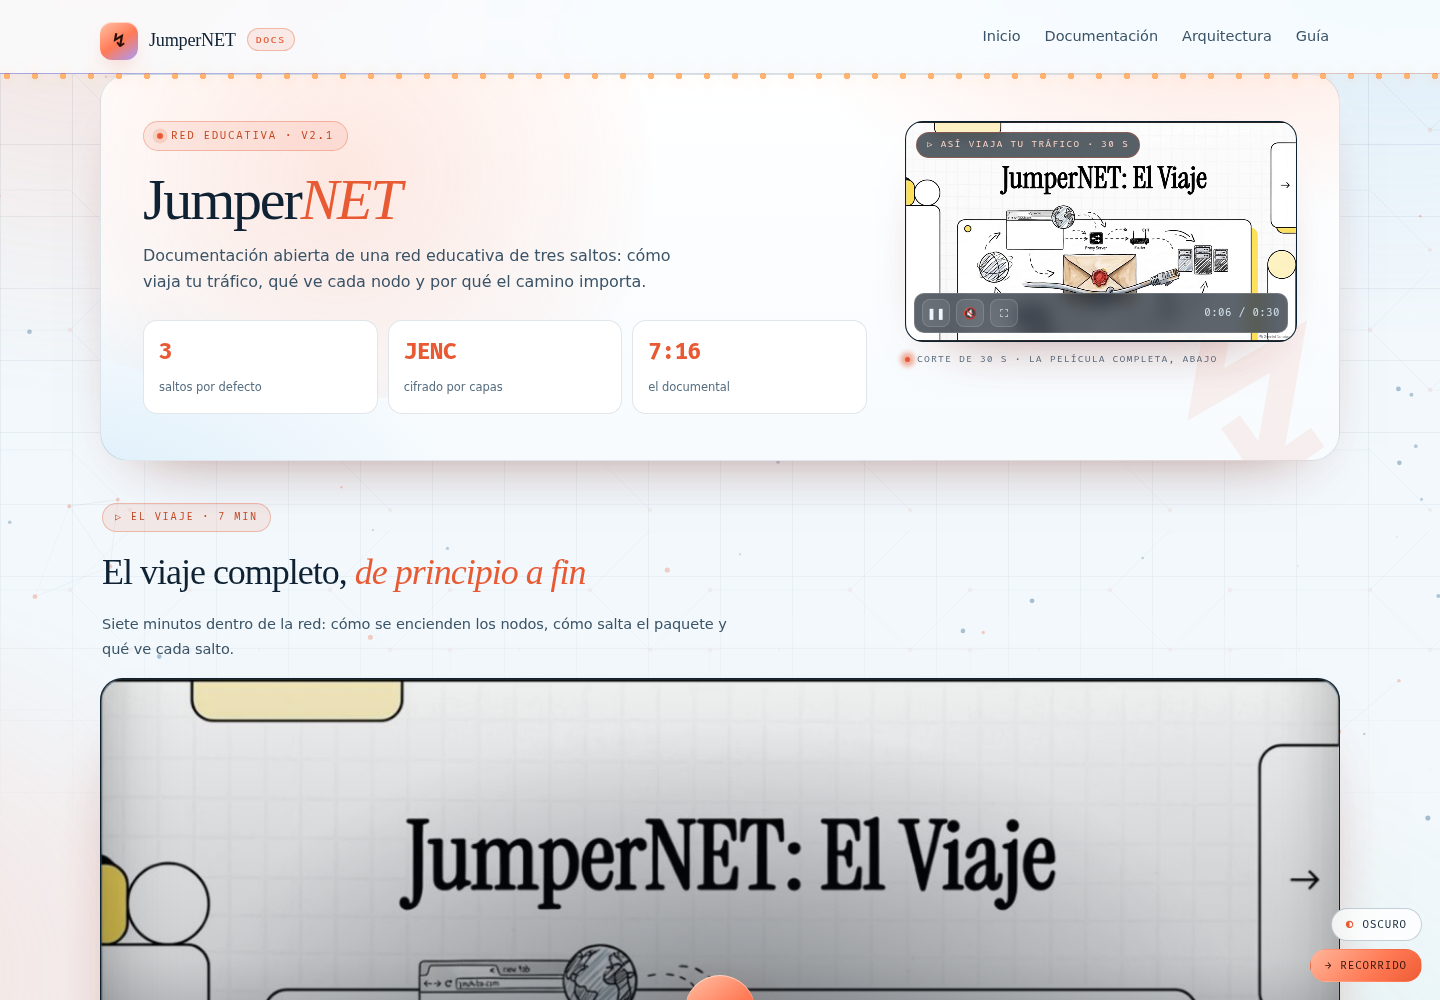 JumperNET DOCS
Inicio Documentación Arquitectura Guía
RED EDUCATIVA · V2.1
JumperNET
Documentación abierta de una red educativa de tres saltos: cómo
viaja tu tráfico, qué ve cada nodo y por qué el camino importa.
3
saltos por defecto
JENC
cifrado por capas
7:16
el documental
▷ ASÍ VIAJA TU TRÁFICO · 30 S
JumperNET: El Viaje
0:06 / 0:30
CORTE DE 30 S · LA PELÍCULA COMPLETA, ABAJO
▷ EL VIAJE · 7 MIN
El viaje completo, de principio a fin
Siete minutos dentro de la red: cómo se encienden los nodos, cómo salta el paquete y
qué ve cada salto.
JumperNET: El Viaje
new tab
OSCURO
→ RECORRIDO